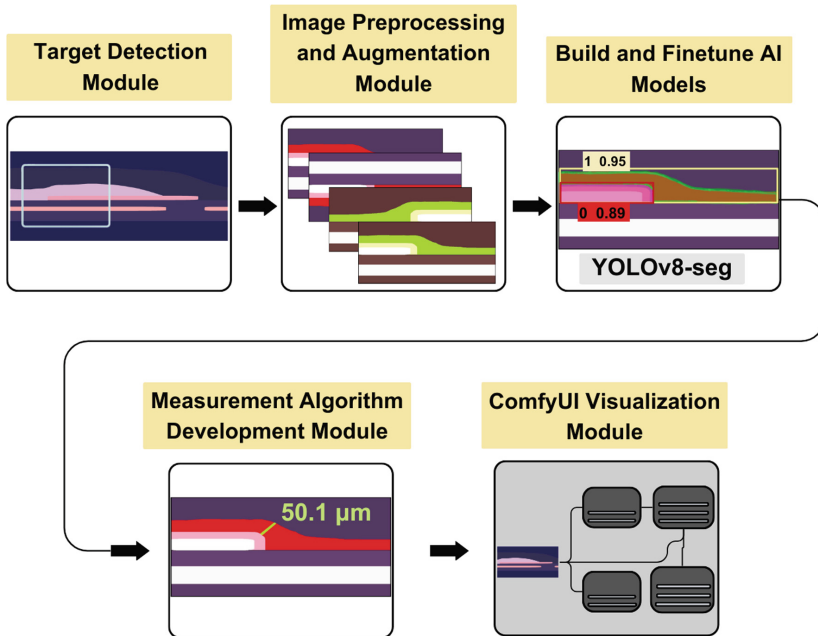 Target Detection
Module
Image Preprocessing
and Augmentation
Module
Build and Finetune AI
Models
1 0.95
0 0.89
YOLOv8-seg
Measurement Algorithm
Development Module
50.1 µm
ComfyUI Visualization
Module